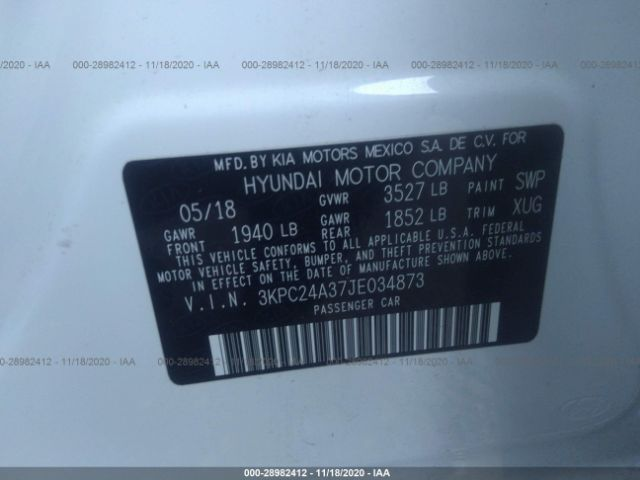 000-28982412 - 11/18/2020 - IAA
000-28982412 - 11/18/2020 - IAA
2020 - IAA
MFD. BY KIA MOTORS MEXICO S.A. DE C.V. FOR
HYUNDAI MOTOR COMPANY
05/18 GVWR 3527 LB PAINT SWP
GAWR FRONT 1940 LB GAWR REAR 1852 LB TRIM XUG
THIS VEHICLE CONFORMS TO ALL APPLICABLE U.S.A. FEDERAL
MOTOR VEHICLE SAFETY, BUMPER, AND THEFT PREVENTION STANDARDS
IN EFFECT ON THE DATE OF MANUFACTURE SHOWN ABOVE.
V.I.N. 3KPC24A37JE034873
PASSENGER CAR
000-28982412 - 11/18/2020 - IAA
000-28982412 - 11/18/2020 - IAA
000-28982412 - 11/18/2020 - IAA